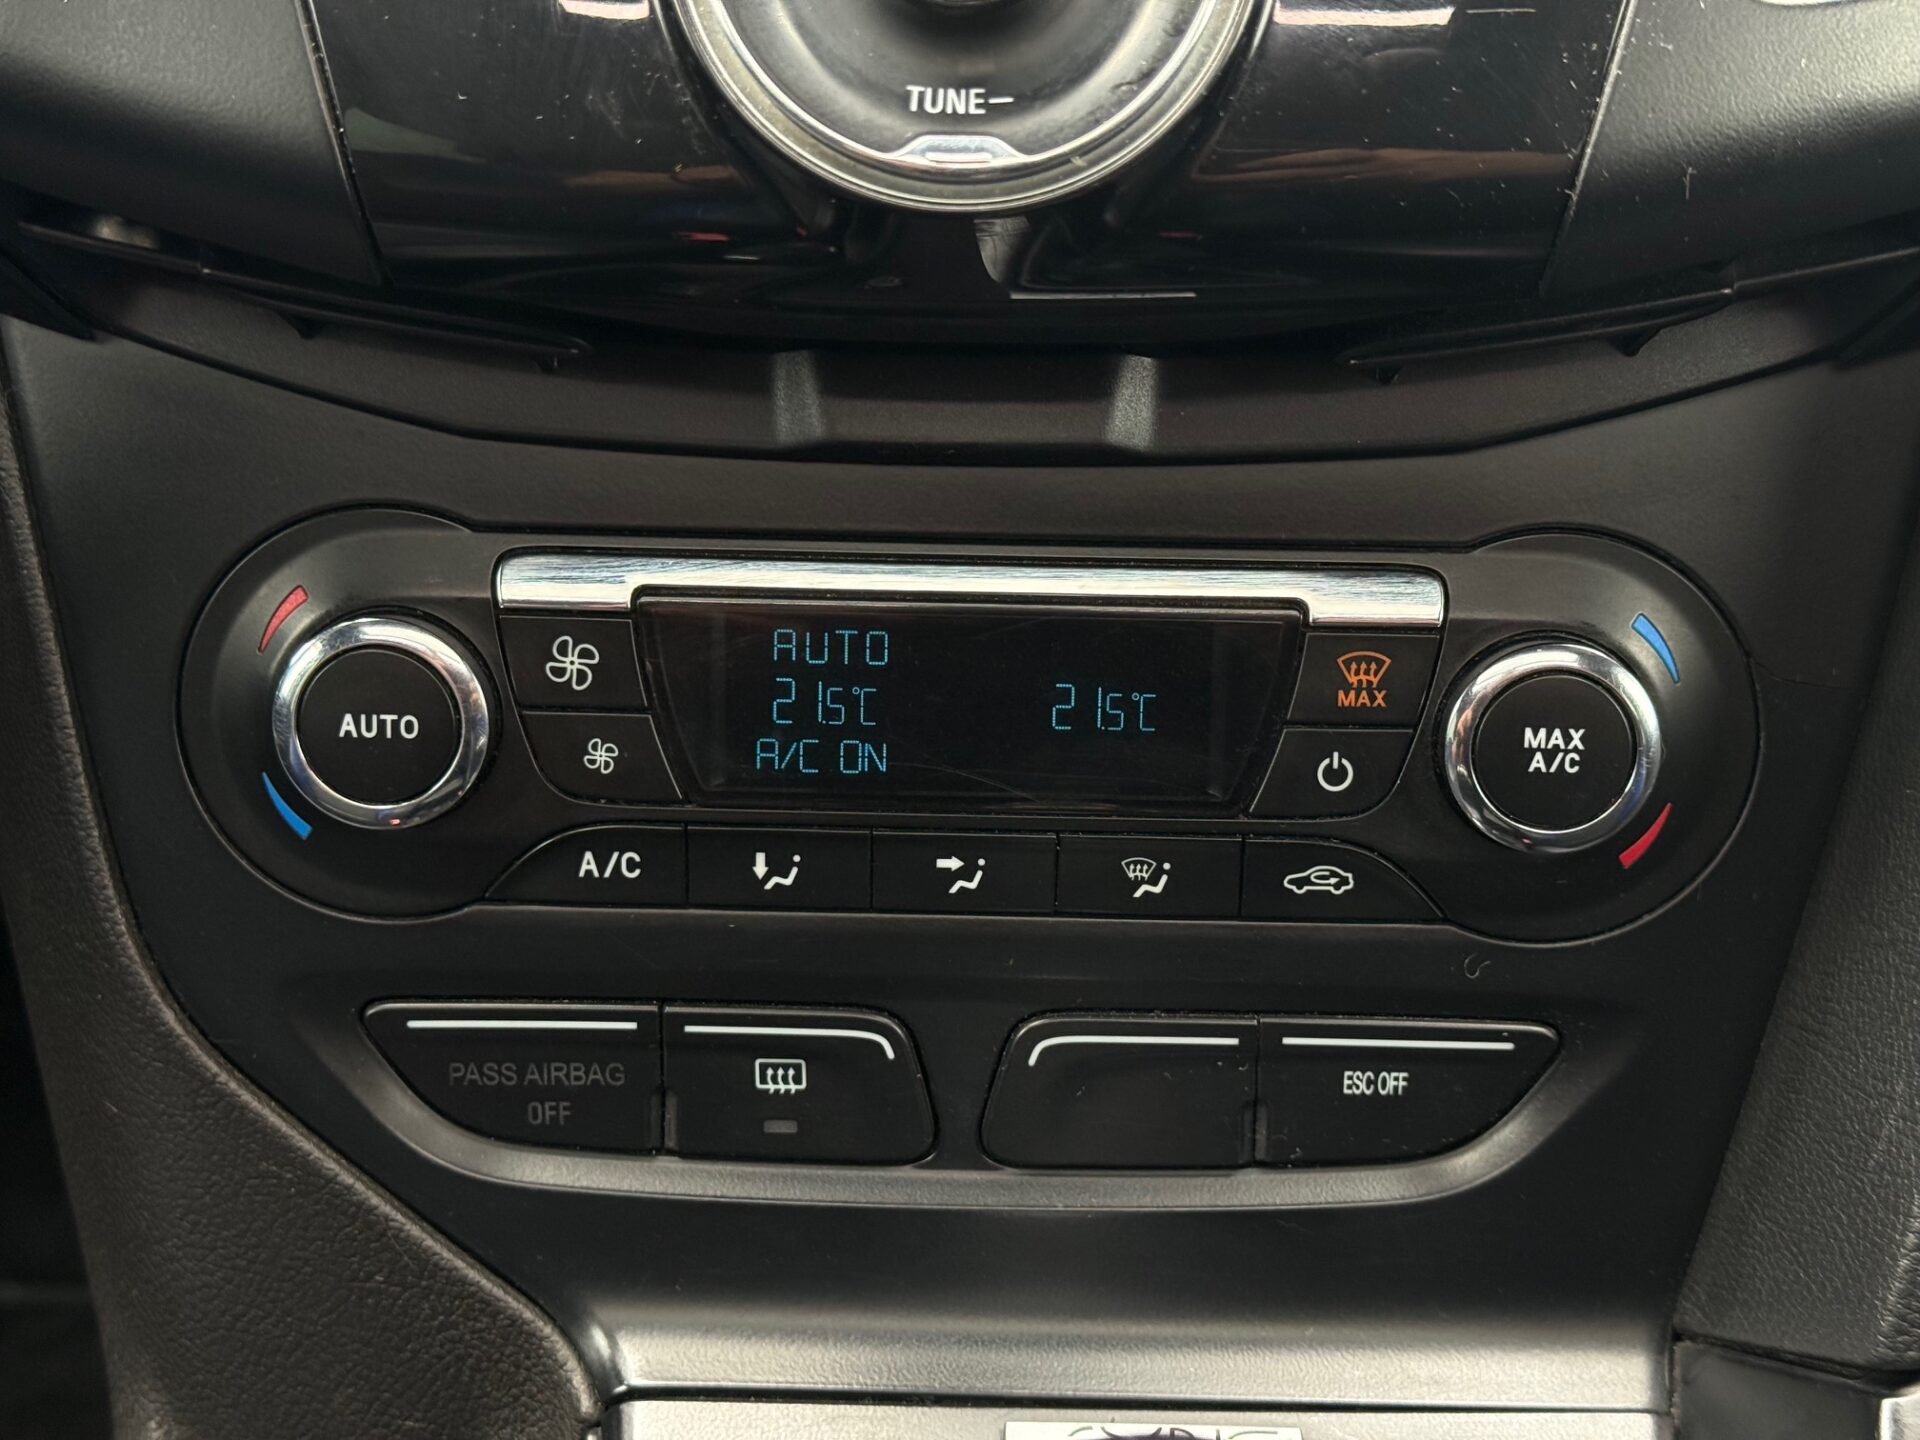 TUNE−
AUTO
AUTO
21.5°C
21.5°C
A/C ON
MAX
MAX
A/C
A/C
PASS AIRBAG
OFF
ESC OFF